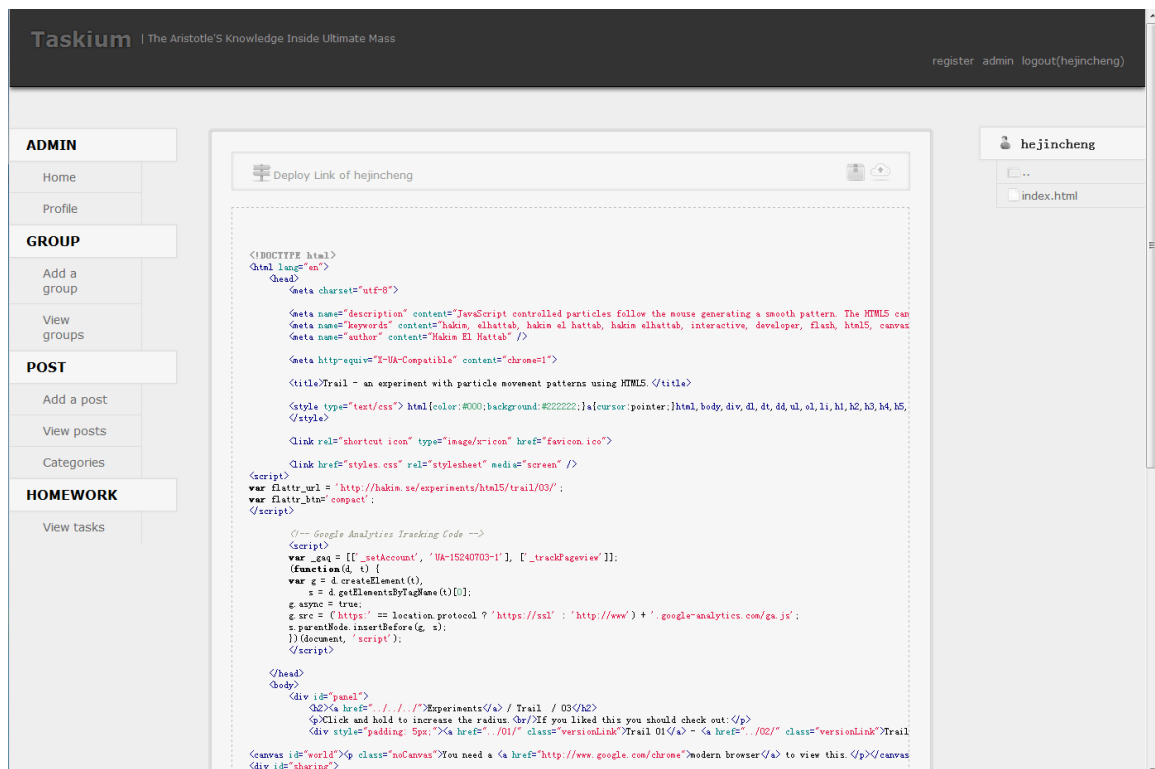 Taskium | The Aristotle'S Knowledge Inside Ultimate Mass
register admin logout(hejincheng)
ADMIN
Home
Profile
GROUP
Add a
group
View
groups
POST
Add a post
View posts
Categories
HOMEWORK
View tasks
Deploy Link of hejincheng
<!DOCTYPE html>
<html lang="en">
<head>
<meta charset="utf-8">
<meta name="description" content="JavaScript controlled particles follow the mouse generating a smooth pattern. The HTML5 can
<meta name="keywords" content="hakim, elhattab, hakim el hattab, hakim elhattab, interactive, developer, flash, html5, canvas
<meta name="author" content="Hakim El Hattab" />
<meta http-equiv="X-UA-Compatible" content="chrome=1">
<title>Trail - an experiment with particle movement patterns using HTML5.</title>
<style type="text/css"> html{color:#000;background:#222222;}a{cursor:pointer;}html,body,div,dl,dt,dd,ul,ol,li,h1,h2,h3,h4,h5,
</style>
<link rel="shortcut icon" type="image/x-icon" href="favicon.ico">
<link href="styles.css" rel="stylesheet" media="screen" />
<script>
var flattr_url = 'http://hakim.se/experiments/html5/trail/03/';
var flattr_btn='compact';
</script>
<!-- Google Analytics Tracking Code -->
<script>
var _gaq = [['_setAccount', 'UA-15240703-1'], ['_trackPageview']];
(function(d, t) {
var g = d.createElement(t),
s = d.getElementsByTagName(t)[0];
g.async = true;
g.src = ('https:' == location.protocol ? 'https://ssl' : 'http://www') + '.google-analytics.com/ga.js';
s.parentNode.insertBefore(g, s);
})(document, 'script');
</script>
</head>
<body>
<div id="panel">
<h2><a href="../../../">Experiments</a> / Trail / 03</h2>
<p>Click and hold to increase the radius.<br/>If you liked this you should check out:</p>
<div style="padding: 5px;"><a href="../01/" class="versionLink">Trail 01</a> - <a href="../02/" class="versionLink">Trail
<canvas id="world"><p class="noCanvas">You need a <a href="http://www.google.com/chrome">modern browser</a> to view this.</p></canvas
<div id="sharing">
hejincheng
..
index.html